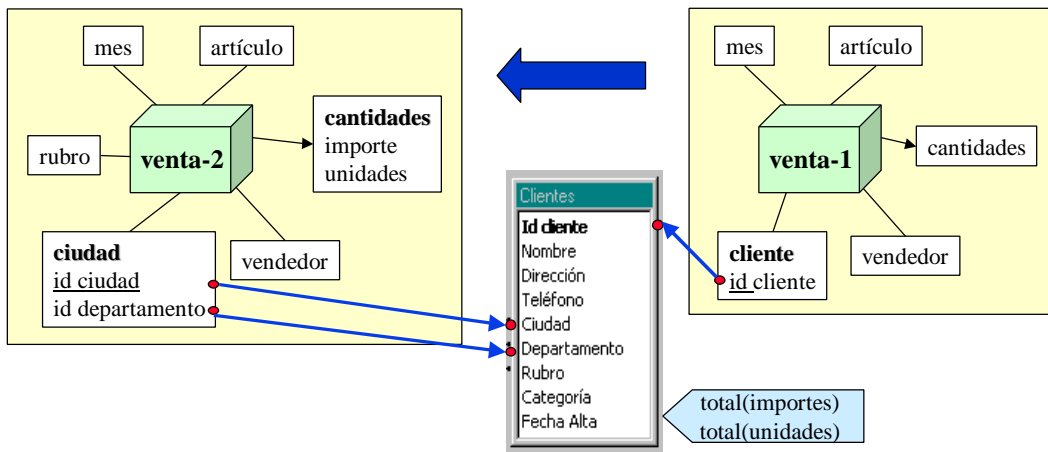 mes
artículo
cantidades
importe
unidades
rubro
venta-2
ciudad
id ciudad
id departamento
vendedor
Clientes
Id cliente
Nombre
Dirección
Teléfono
Ciudad
Departamento
Rubro
Categoría
Fecha Alta
total(importes)
total(unidades)
mes
artículo
venta-1
cantidades
cliente
id cliente
vendedor